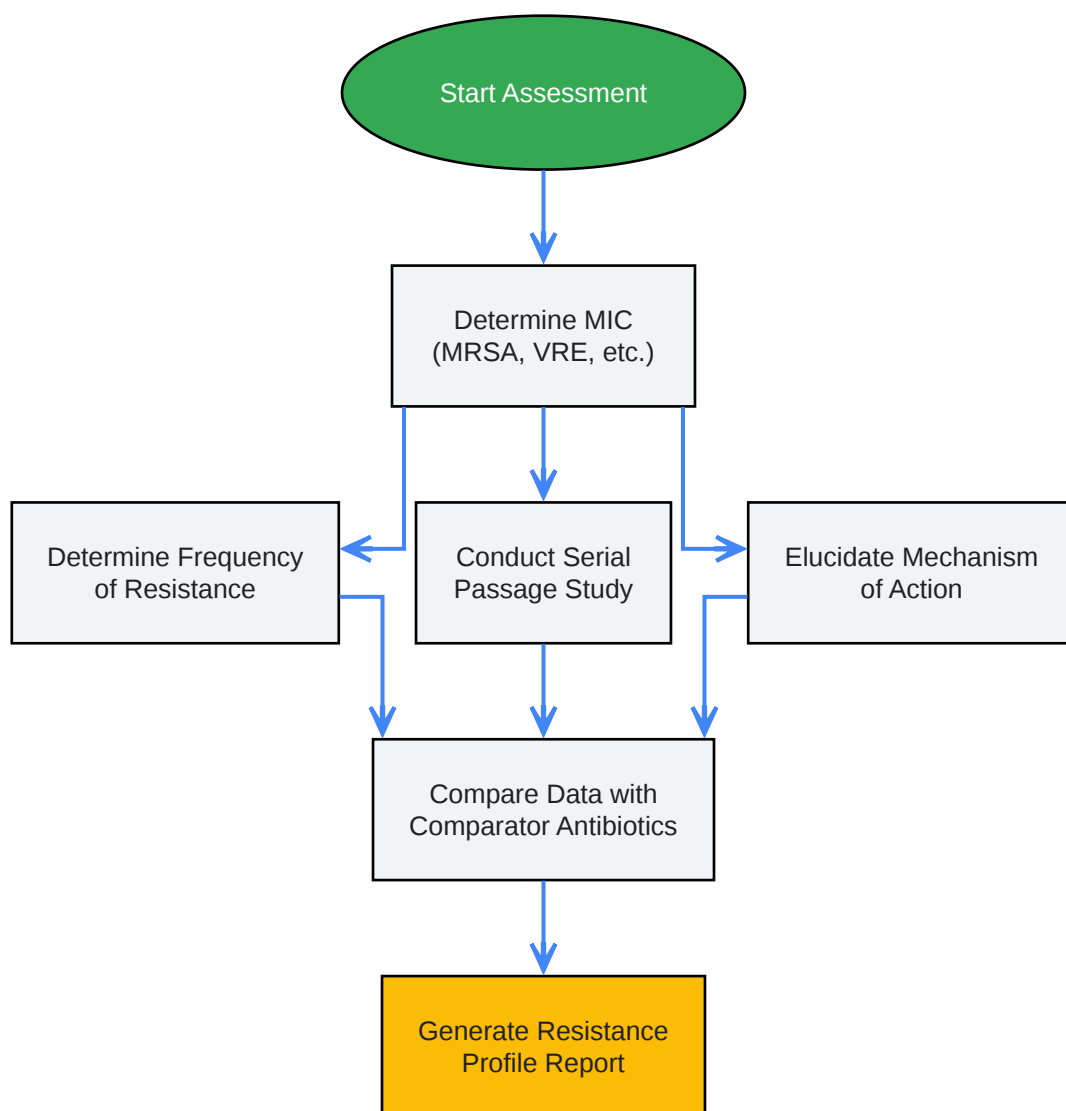 Start Assessment
Determine MIC
(MRSA, VRE, etc.)
Determine Frequency
of Resistance
Conduct Serial
Passage Study
Elucidate Mechanism
of Action
Compare Data with
Comparator Antibiotics
Generate Resistance
Profile Report